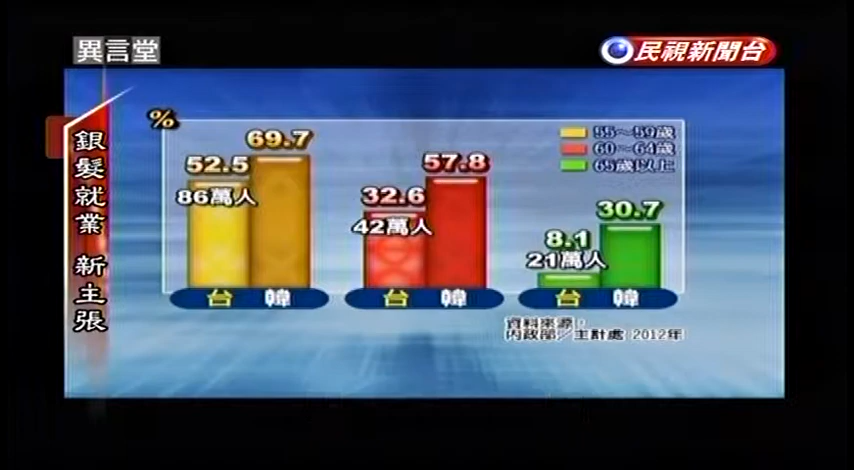 異言堂
民視新聞台
銀髮就業 新主張
%
55~59歲
60~64歲
65歲以上
52.5
69.7
86萬人
台 韓
32.6
57.8
42萬人
台 韓
8.1
30.7
21萬人
台 韓
資料來源:
內政部/主計處 2012年